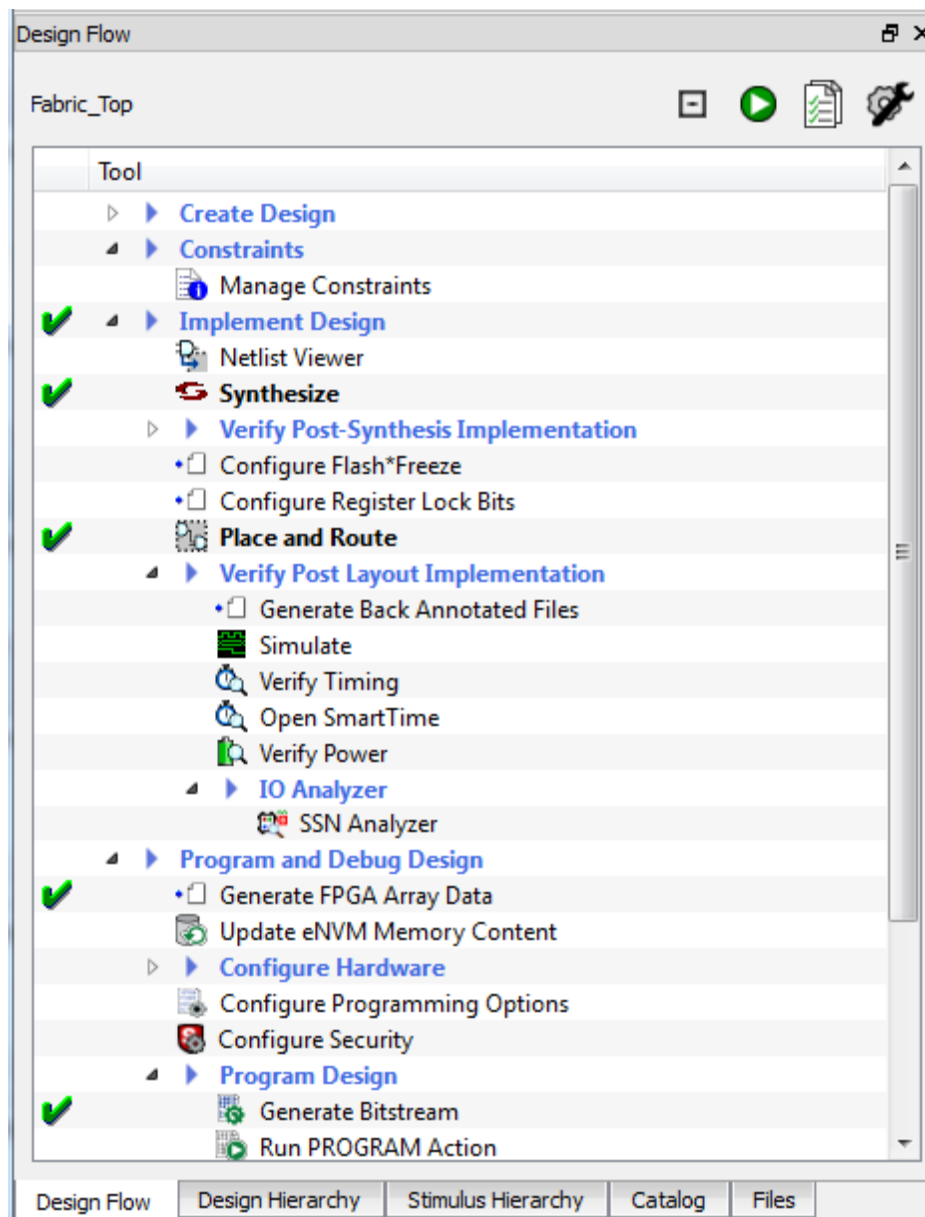 Design Flow
Fabric_Top
Tool
Create Design
Constraints
Manage Constraints
Implement Design
Netlist Viewer
Synthesize
Verify Post-Synthesis Implementation
Configure Flash*Freeze
Configure Register Lock Bits
Place and Route
Verify Post Layout Implementation
Generate Back Annotated Files
Simulate
Verify Timing
Open SmartTime
Verify Power
IO Analyzer
SSN Analyzer
Program and Debug Design
Generate FPGA Array Data
Update eNVM Memory Content
Configure Hardware
Configure Programming Options
Configure Security
Program Design
Generate Bitstream
Run PROGRAM Action
Design Flow Design Hierarchy Stimulus Hierarchy Catalog Files